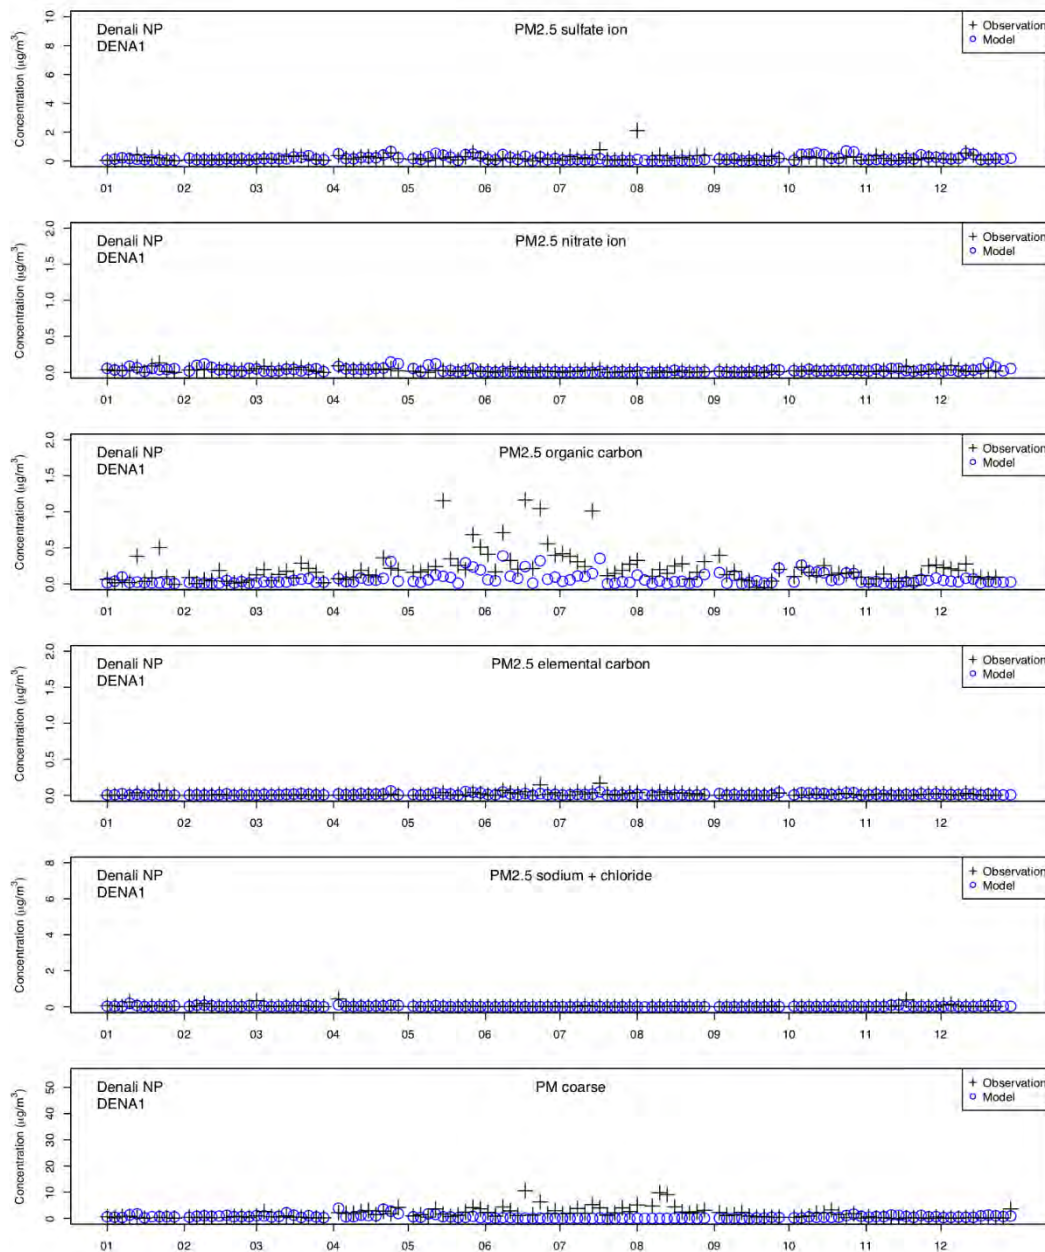 Denali NP
DENA1
PM2.5 sulfate ion
+ Observation
○ Model
Concentration (μg/m³)
10
8
6
4
2
0
01 02 03 04 05 06 07 08 09 10 11 12
Denali NP
DENA1
PM2.5 nitrate ion
+ Observation
○ Model
Concentration (μg/m³)
2.0
1.5
1.0
0.5
0.0
01 02 03 04 05 06 07 08 09 10 11 12
Denali NP
DENA1
PM2.5 organic carbon
+ Observation
○ Model
Concentration (μg/m³)
2.0
1.5
1.0
0.5
0.0
01 02 03 04 05 06 07 08 09 10 11 12
Denali NP
DENA1
PM2.5 elemental carbon
+ Observation
○ Model
Concentration (μg/m³)
2.0
1.5
1.0
0.5
0.0
01 02 03 04 05 06 07 08 09 10 11 12
Denali NP
DENA1
PM2.5 sodium + chloride
+ Observation
○ Model
Concentration (μg/m³)
8
6
4
2
0
01 02 03 04 05 06 07 08 09 10 11 12
Denali NP
DENA1
PM coarse
+ Observation
○ Model
Concentration (μg/m³)
50
40
30
20
10
0
01 02 03 04 05 06 07 08 09 10 11 12